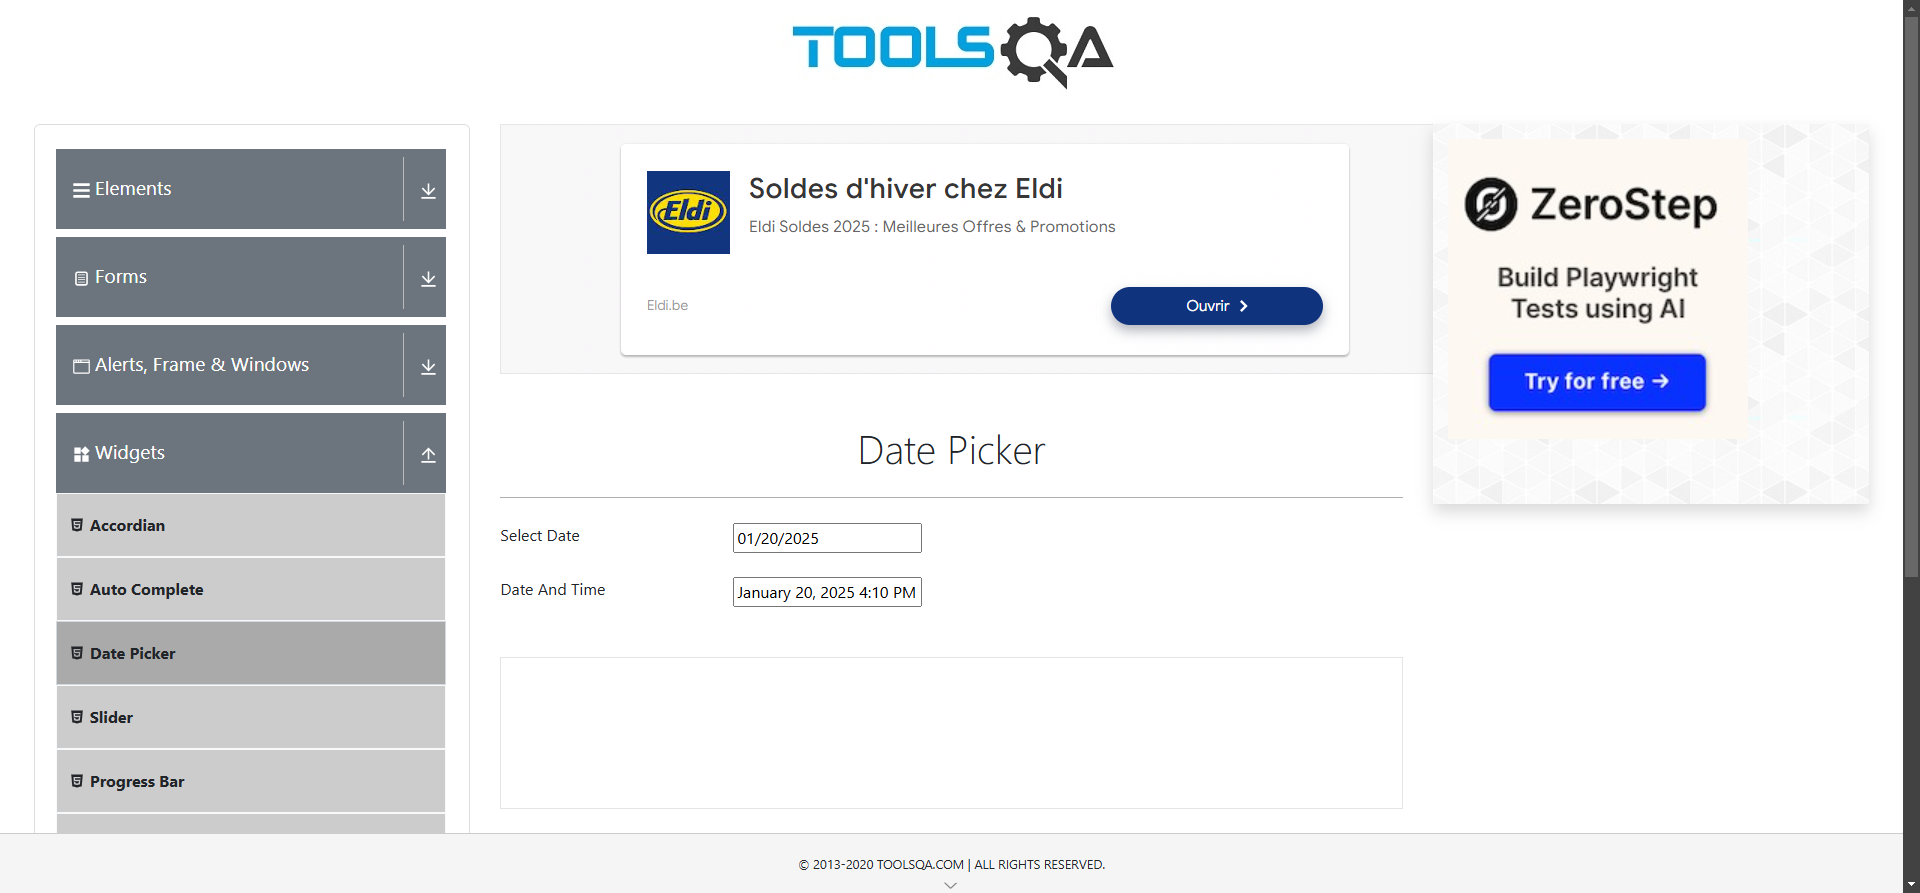 TOOLSQA
Elements
Forms
Alerts, Frame & Windows
Widgets
Accordian
Auto Complete
Date Picker
Slider
Progress Bar
Eldi
Soldes d'hiver chez Eldi
Eldi Soldes 2025 : Meilleures Offres & Promotions
Eldi.be
Ouvrir
ZeroStep
Build Playwright
Tests using AI
Try for free →
Date Picker
Select Date
01/20/2025
Date And Time
January 20, 2025 4:10 PM
© 2013-2020 TOOLSQA.COM | ALL RIGHTS RESERVED.